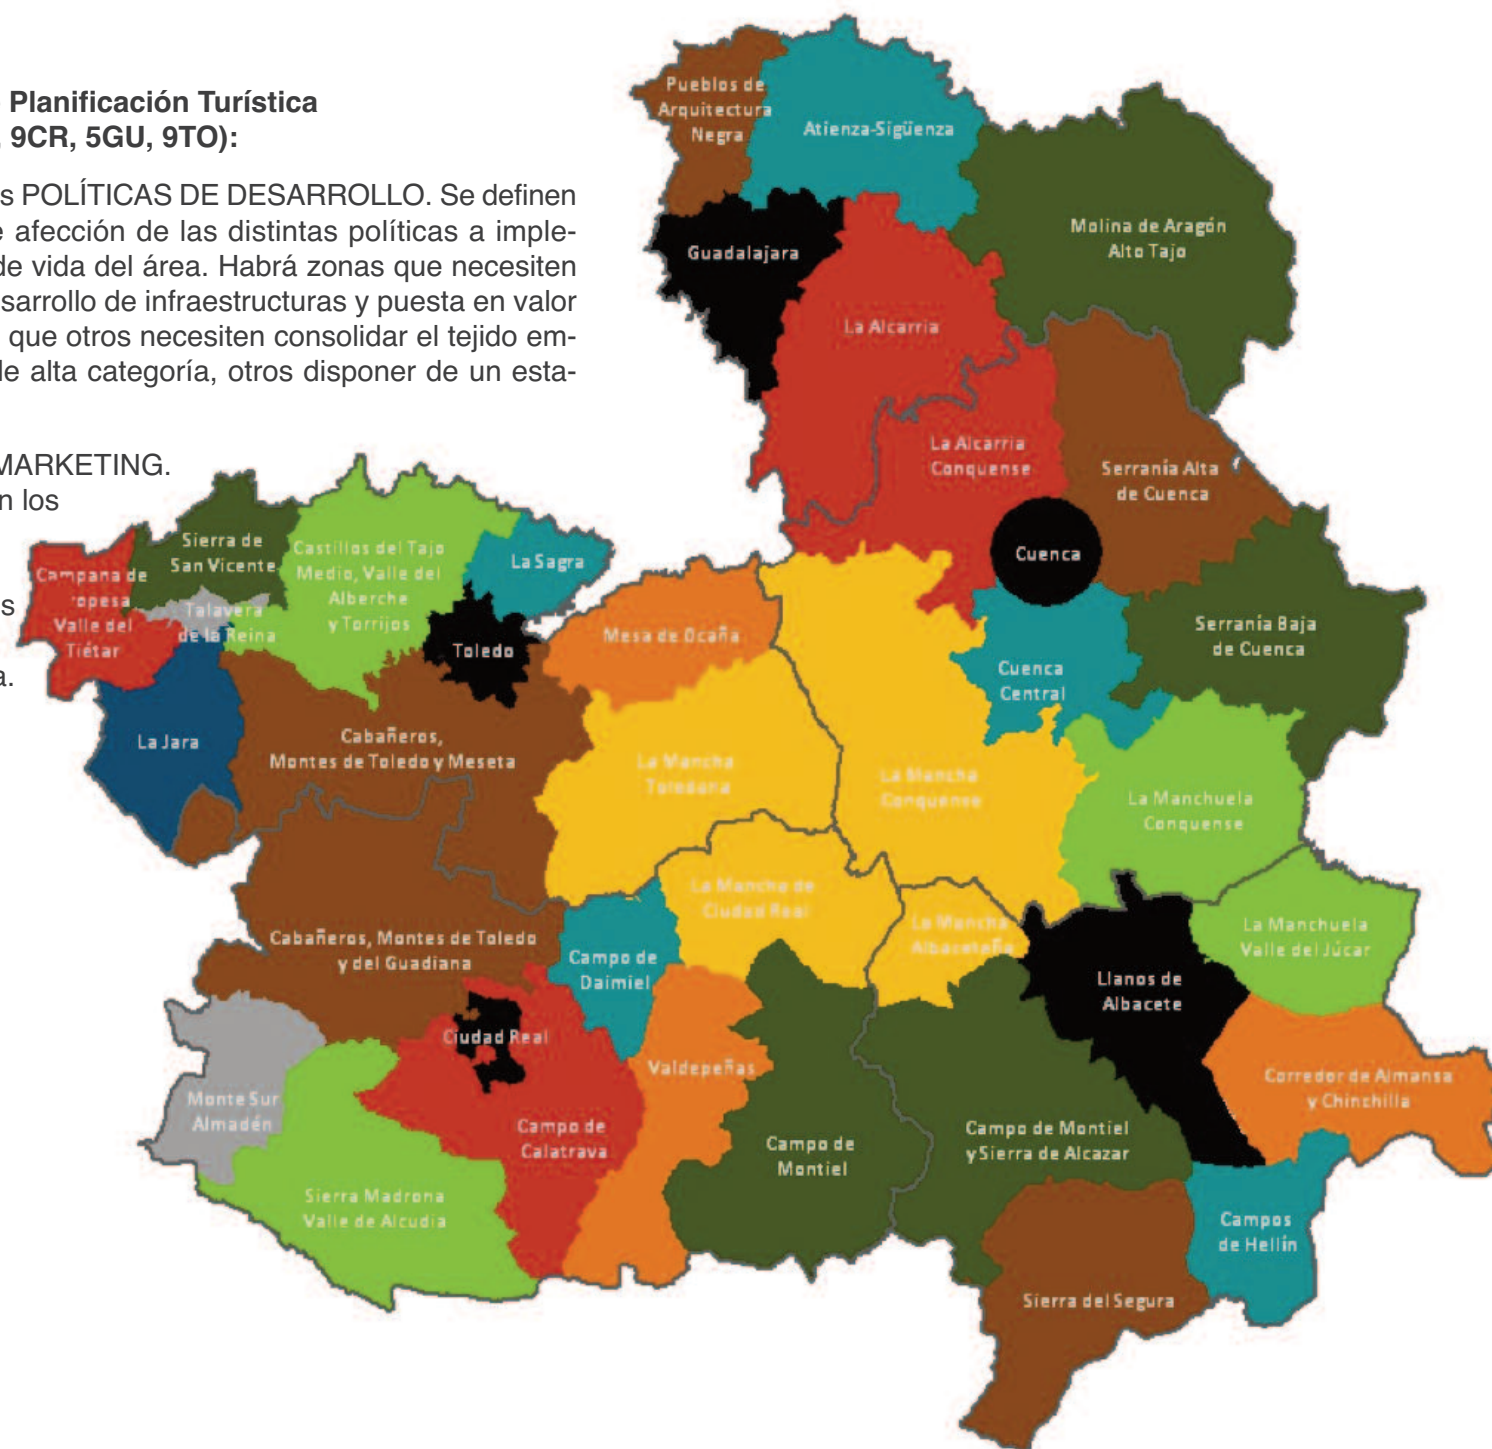 Planificación Turística
9CR, 5GU, 9TO):
s POLÍTICAS DE DESARROLLO. Se definen
e afección de las distintas políticas a imple-
de vida del área. Habrá zonas que necesiten
sarrollo de infraestructuras y puesta en valor
que otros necesiten consolidar el tejido em-
de alta categoría, otros disponer de un esta-
MARKETING.
n los
s
a.
Pueblos de
Arquitectura
Negra
Atienza-Sigüenza
Molina de Aragón
Alto Tajo
Guadalajara
La Alcarria
La Alcarria
Conquense
Serranía Alta
de Cuenca
Cuenca
Serranía Baja
de Cuenca
Cuenca
Central
Sierra de
San Vicente
Castillos del Tajo
Medio, Valle del
Alberche
y Torrijos
La Sagra
Campana de
ropesa
Valle del
Tiétar
Talavera
de la Reina
Toledo
Mesa de Ocaña
La Jara
Cabañeros,
Montes de Toledo y Meseta
La Mancha
Toledana
La Mancha
Conquense
La Manchuela
Conquense
La Mancha de
Ciudad Real
La Mancha
Albaceteña
La Manchuela
Valle del Júcar
Cabañeros, Montes de Toledo
y del Guadiana
Campo de
Daimiel
Llanos de
Albacete
Ciudad Real
Valdepeñas
Corredor de Almansa
y Chinchilla
Monte Sur
Almadén
Campo de
Calatrava
Campo de
Montiel
Campo de Montiel
y Sierra de Alcazar
Sierra Madrona
Valle de Alcudia
Campos
de Hellín
Sierra del Segura